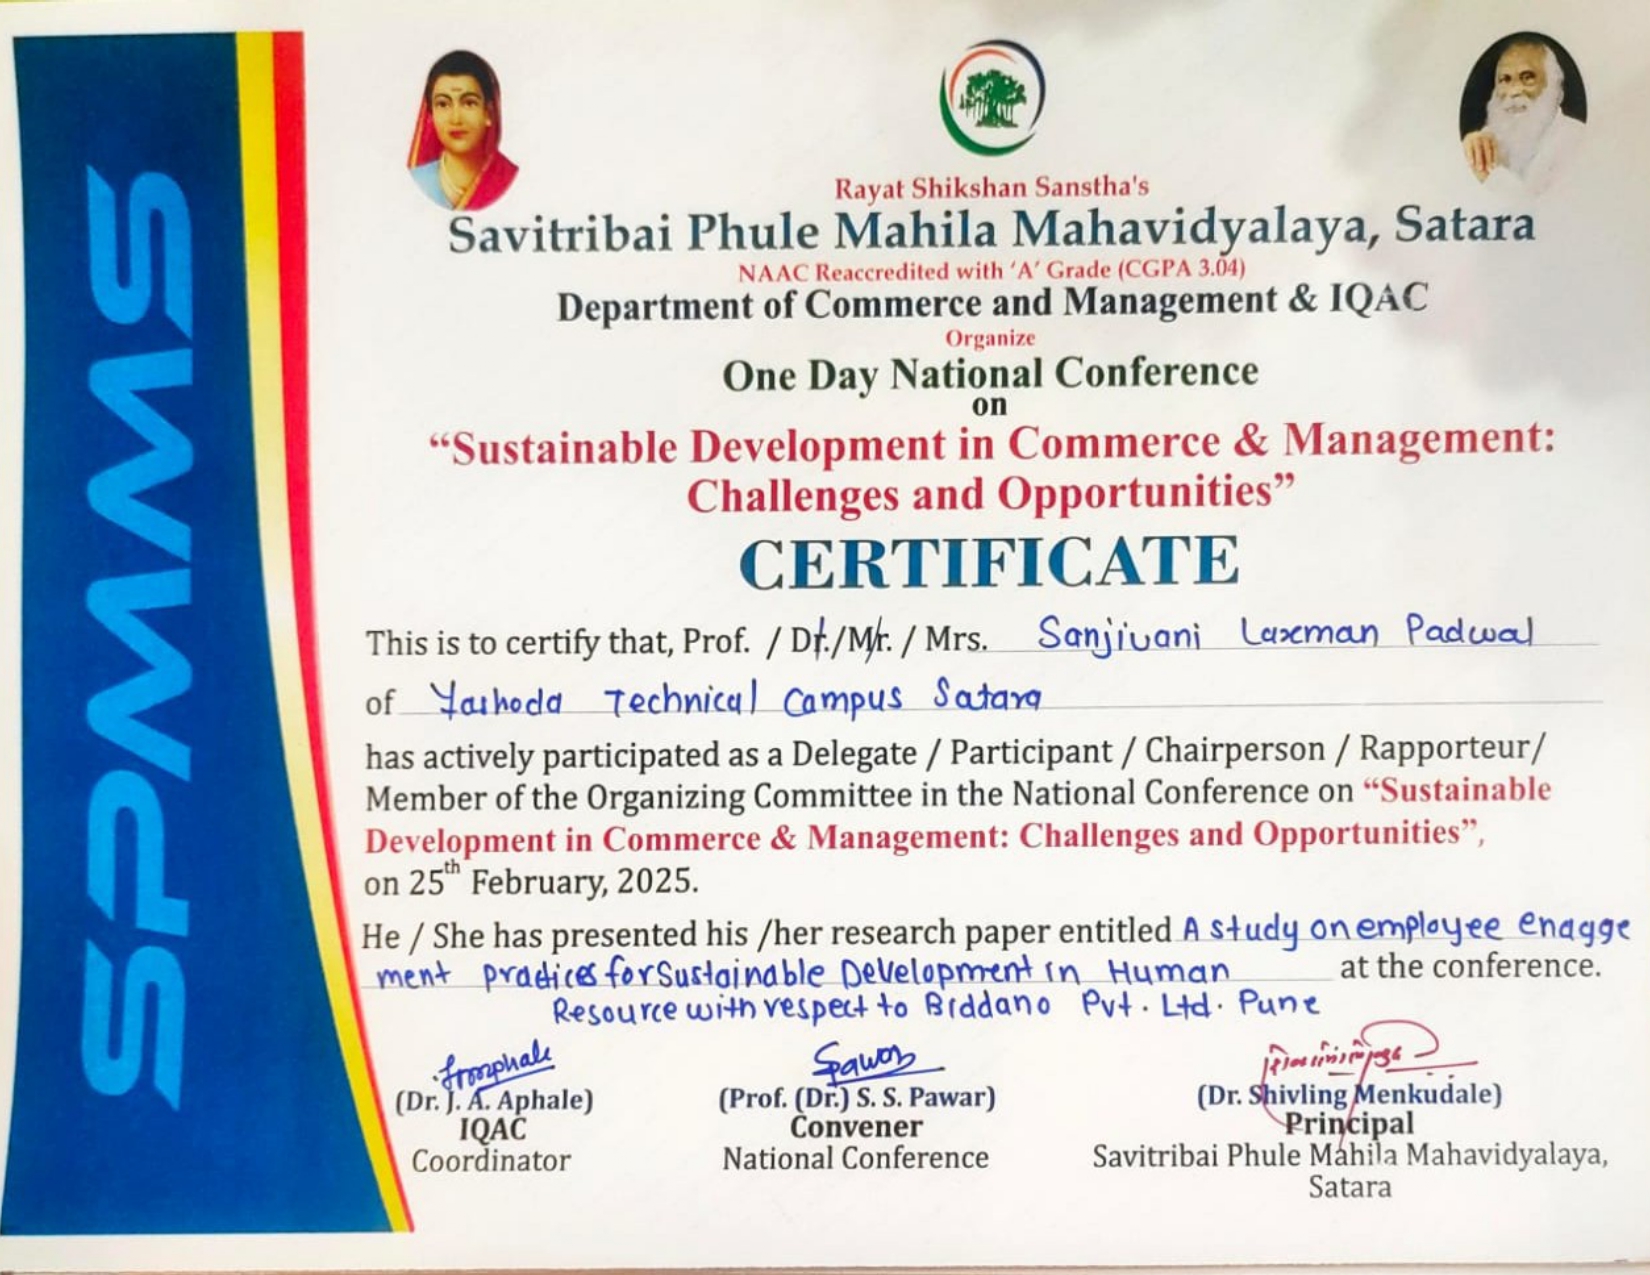 SPMMS
Rayat Shikshan Sanstha's
Savitribai Phule Mahila Mahavidyalaya, Satara
NAAC Reaccredited with ‘A’ Grade (CGPA 3.04)
Department of Commerce and Management & IQAC
Organize
One Day National Conference
on
“Sustainable Development in Commerce & Management:
Challenges and Opportunities”
CERTIFICATE
This is to certify that, Prof. / Dr./Mr. / Mrs. Sanjivani Laxman Padwal
of Yashoda Technical Campus Satara
has actively participated as a Delegate / Participant / Chairperson / Rapporteur/
Member of the Organizing Committee in the National Conference on “Sustainable
Development in Commerce & Management: Challenges and Opportunities”,
on 25th February, 2025.
He / She has presented his /her research paper entitled A study on employee enagge
ment practices for Sustainable Development in Human at the conference.
Resource with respect to Biddano Pvt. Ltd. Pune
(Dr. J. A. Aphale)
(Prof. (Dr.) S. S. Pawar)
(Dr. Shivling Menkudale)
IQAC
Convener
Principal
Coordinator
National Conference
Savitribai Phule Mahila Mahavidyalaya,
Satara